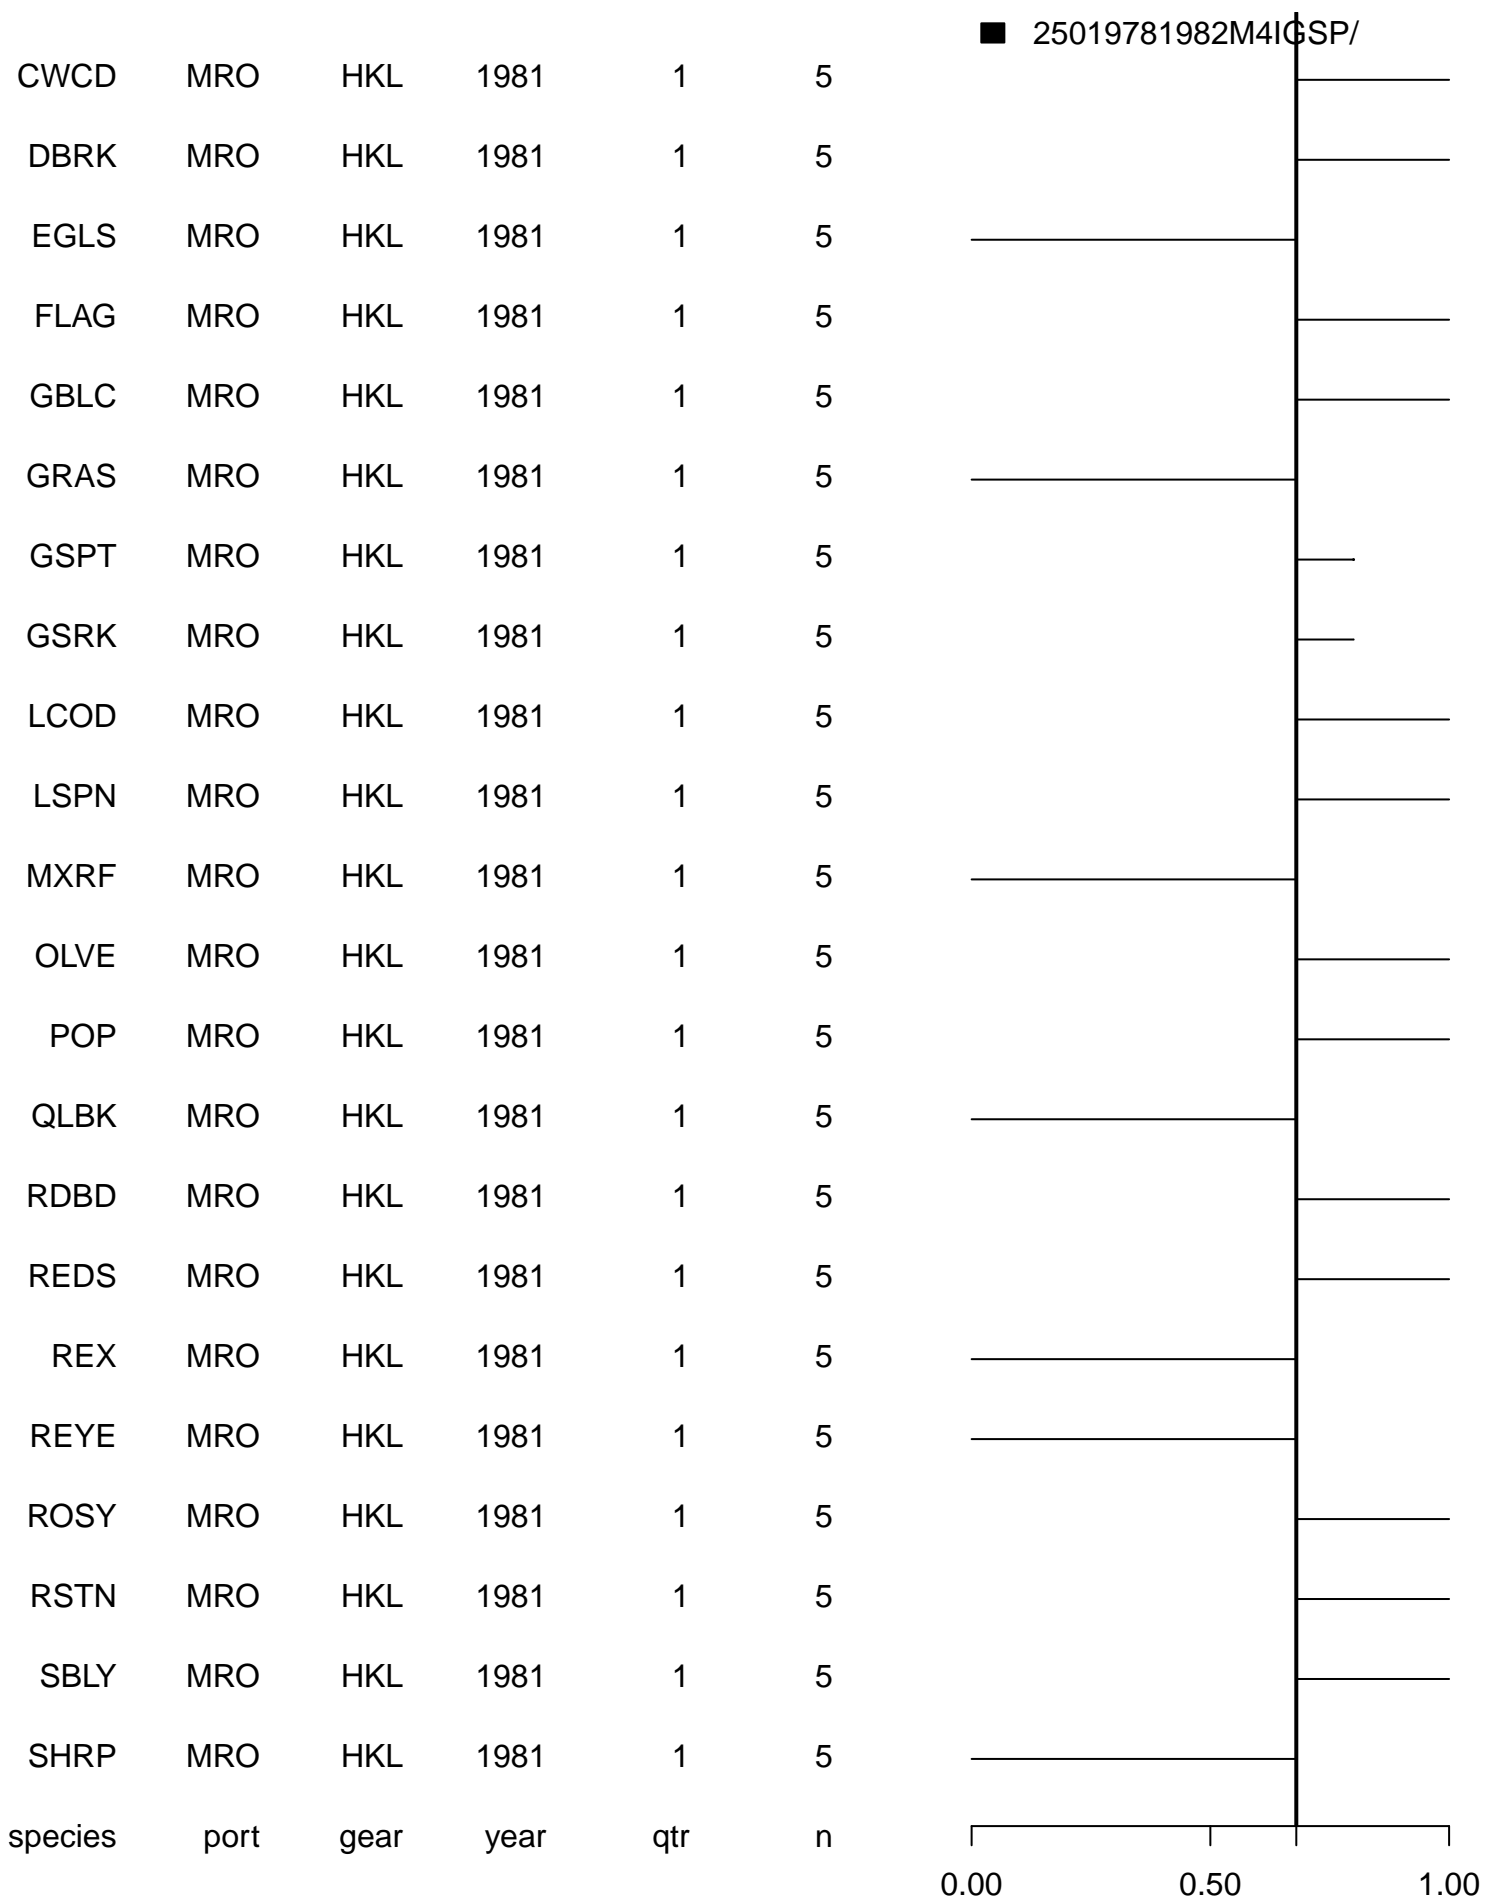 25019781982M4IGSP/
CWCD MRO HKL 1981 1 5
DBRK MRO HKL 1981 1 5
EGLS MRO HKL 1981 1 5
FLAG MRO HKL 1981 1 5
GBLC MRO HKL 1981 1 5
GRAS MRO HKL 1981 1 5
GSPT MRO HKL 1981 1 5
GSRK MRO HKL 1981 1 5
LCOD MRO HKL 1981 1 5
LSPN MRO HKL 1981 1 5
MXRF MRO HKL 1981 1 5
OLVE MRO HKL 1981 1 5
POP MRO HKL 1981 1 5
QLBK MRO HKL 1981 1 5
RDBD MRO HKL 1981 1 5
REDS MRO HKL 1981 1 5
REX MRO HKL 1981 1 5
REYE MRO HKL 1981 1 5
ROSY MRO HKL 1981 1 5
RSTN MRO HKL 1981 1 5
SBLY MRO HKL 1981 1 5
SHRP MRO HKL 1981 1 5
species port gear year qtr n
0.00 0.50 1.00